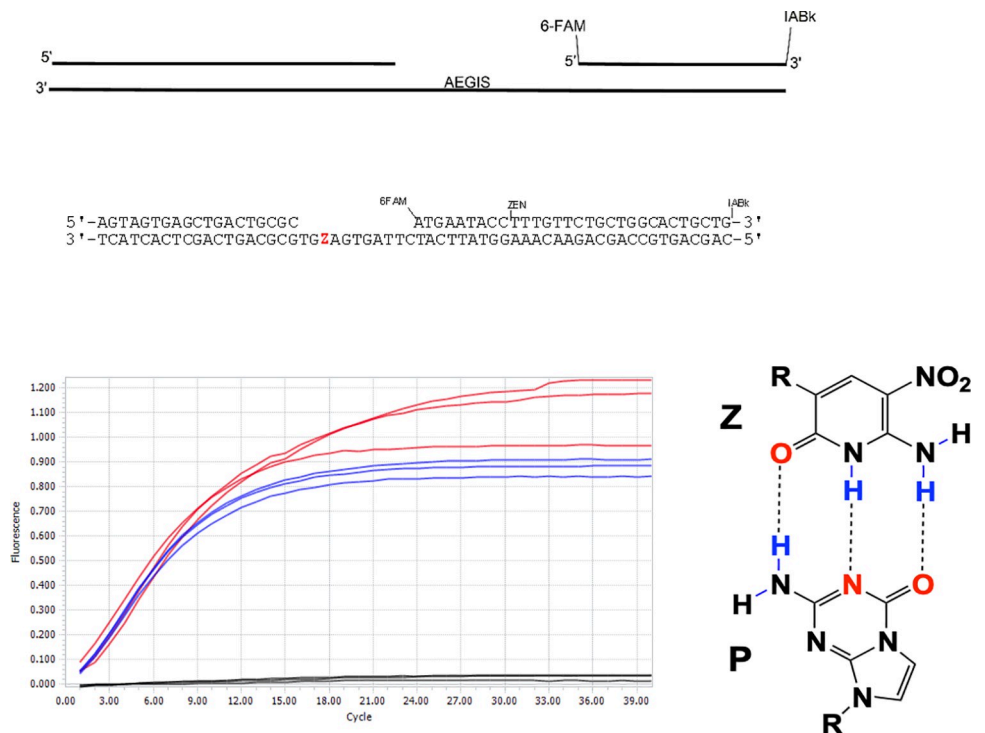 6-FAM IABk
5' 5' 3'
3' AEGIS
6FAM ZEN IABk
5'-AGTAGTGAGCTGACTGCGC ATGAATACCTTTGTTCTGCTGGCACTGCTG-3'
3'-TCATCACTCGACTGACGCGTGZAGTGATTCTACTTATGGAAACAAGACGACCGTGACGAC-5'
1.200
1.100
1.000
0.900
0.800
0.700
0.600
0.500
0.400
0.300
0.200
0.100
0.000
Fluorescence
0.00 3.00 6.00 9.00 12.00 15.00 18.00 21.00 24.00 27.00 30.00 33.00 36.00 39.00
Cycle
R NO2
Z
H
O N N
H H H
H
N N O
H
P N N
N
R